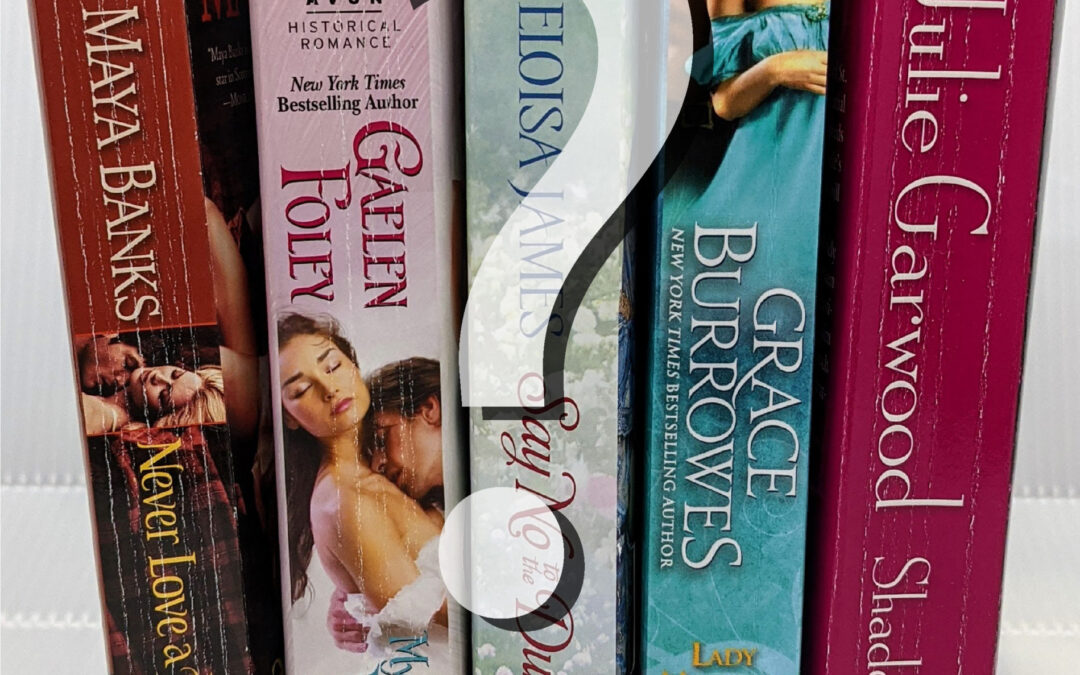 MAYA BANKS
NEVER LOVE a
AVON
HISTORICAL
ROMANCE
New York Times
Bestselling Author
GAELEN
FOLEY
My
ELOISA JAMES
Say No
to
the
Du
GRACE
BURROWES
NEW YORK TIMES BESTSELLING AUTHOR
LADY
Julie Garwood
Shad
?